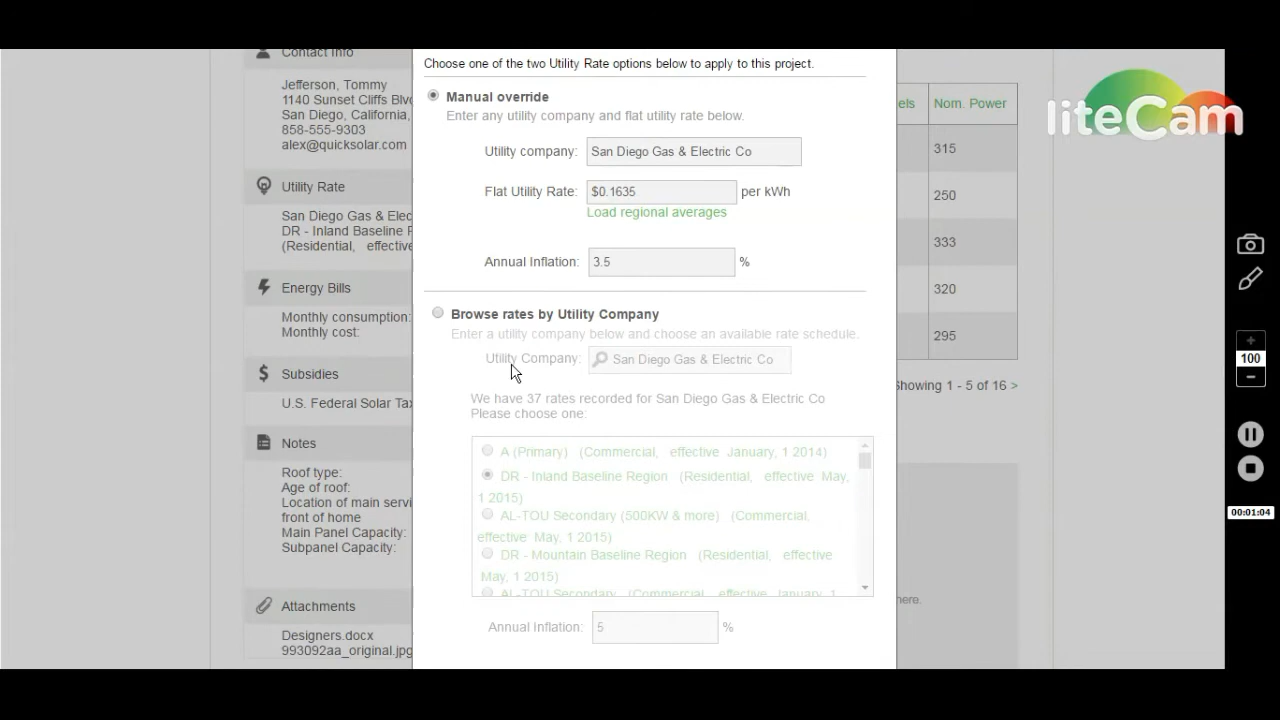 Contact Info
Jefferson, Tommy
1140 Sunset Cliffs Blv
San Diego, California,
858-555-9303
alex@quicksolar.com
Utility Rate
San Diego Gas & Elec
DR - Inland Baseline F
(Residential, effective
Energy Bills
Monthly consumption:
Monthly cost:
Subsidies
U.S. Federal Solar Tax
Notes
Roof type:
Age of roof:
Location of main servi
front of home
Main Panel Capacity:
Subpanel Capacity:
Attachments
Designers.docx
993092aa_original.jpg
Choose one of the two Utility Rate options below to apply to this project.
Manual override
Enter any utility company and flat utility rate below.
Utility company: San Diego Gas & Electric Co
Flat Utility Rate: $0.1635 per kWh
Load regional averages
Annual Inflation: 3.5 %
Browse rates by Utility Company
Enter a utility company below and choose an available rate schedule.
Utility Company: San Diego Gas & Electric Co
We have 37 rates recorded for San Diego Gas & Electric Co
Please choose one:
A (Primary) (Commercial, effective January, 1 2014)
DR - Inland Baseline Region (Residential, effective May,
1 2015)
AL-TOU Secondary (500KW & more) (Commercial,
effective May, 1 2015)
DR - Mountain Baseline Region (Residential, effective
May, 1 2015)
AL-TOU Secondary (Commercial, effective January, 1
Annual Inflation: 5 %
els Nom. Power
315
250
333
320
295
Showing 1 - 5 of 16 >
here.
liteCam
100
00:01:04